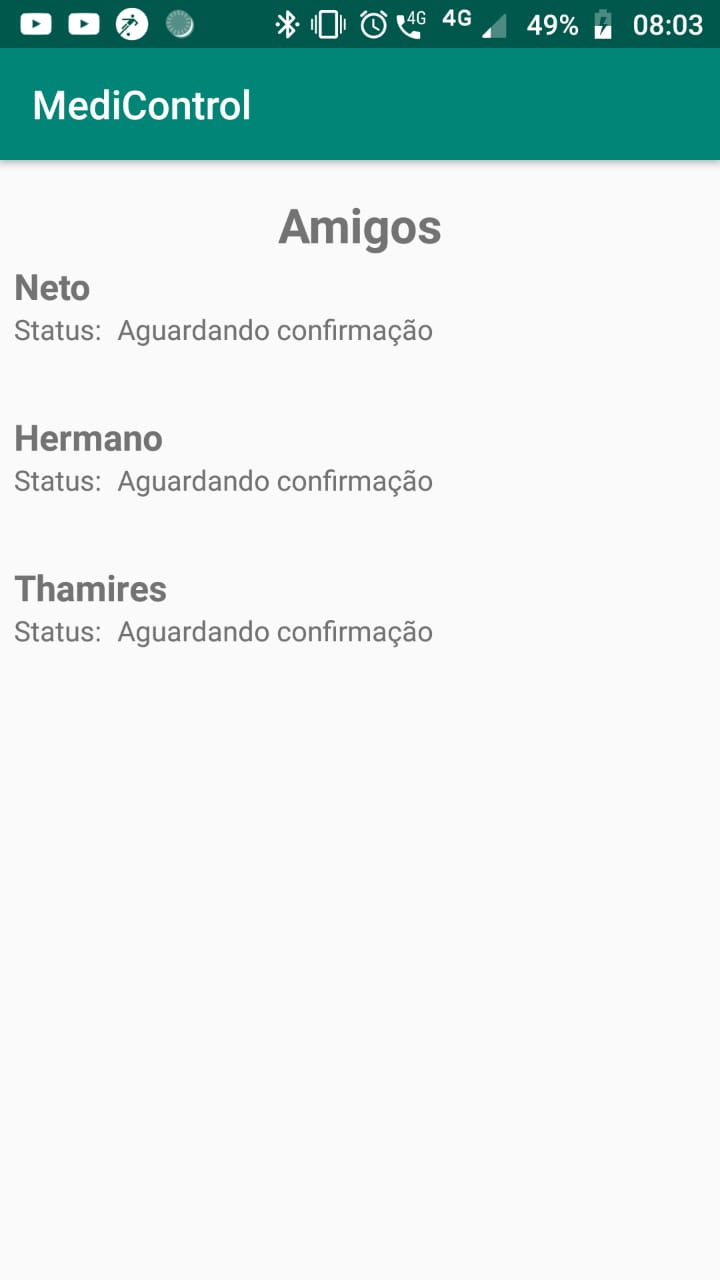 4G 4G 49% 08:03
MediControl
Amigos
Neto
Status: Aguardando confirmação
Hermano
Status: Aguardando confirmação
Thamires
Status: Aguardando confirmação